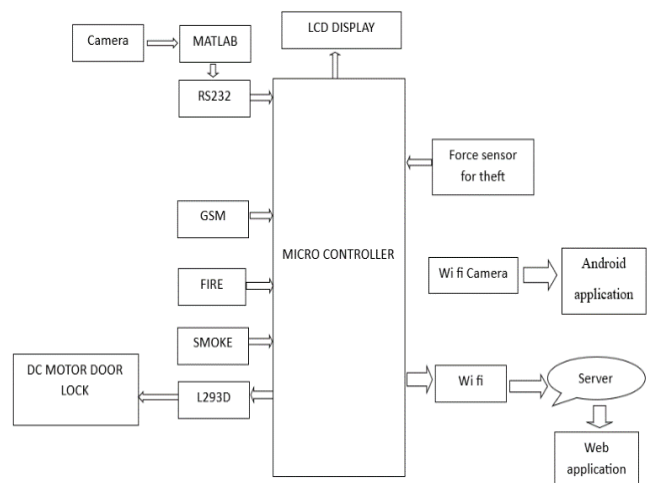 LCD DISPLAY
Camera
MATLAB
RS232
Force sensor
for theft
GSM
MICRO CONTROLLER
Wi fi Camera
Android
application
FIRE
SMOKE
DC MOTOR DOOR
LOCK
L293D
Wi fi
Server
Web
application